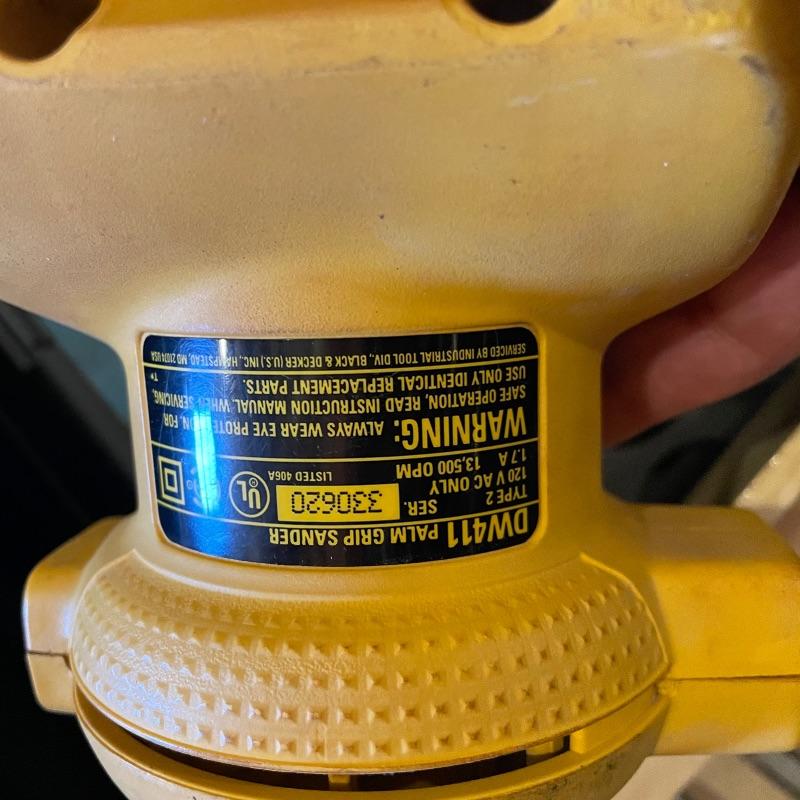 DW411 PALM GRIP SANDER
TYPE 2
120 V AC ONLY
1.7 A 13,500 OPM
SER. 330620
UL ®
LISTED 406A
WARNING: ALWAYS WEAR EYE PROTECTION, FOR
SAFE OPERATION, READ INSTRUCTION MANUAL. WHEN SERVICING,
USE ONLY IDENTICAL REPLACEMENT PARTS.
SERVICED BY INDUSTRIAL TOOL DIV., BLACK & DECKER (U.S.) INC., HAMPSTEAD, MD 21074 USA